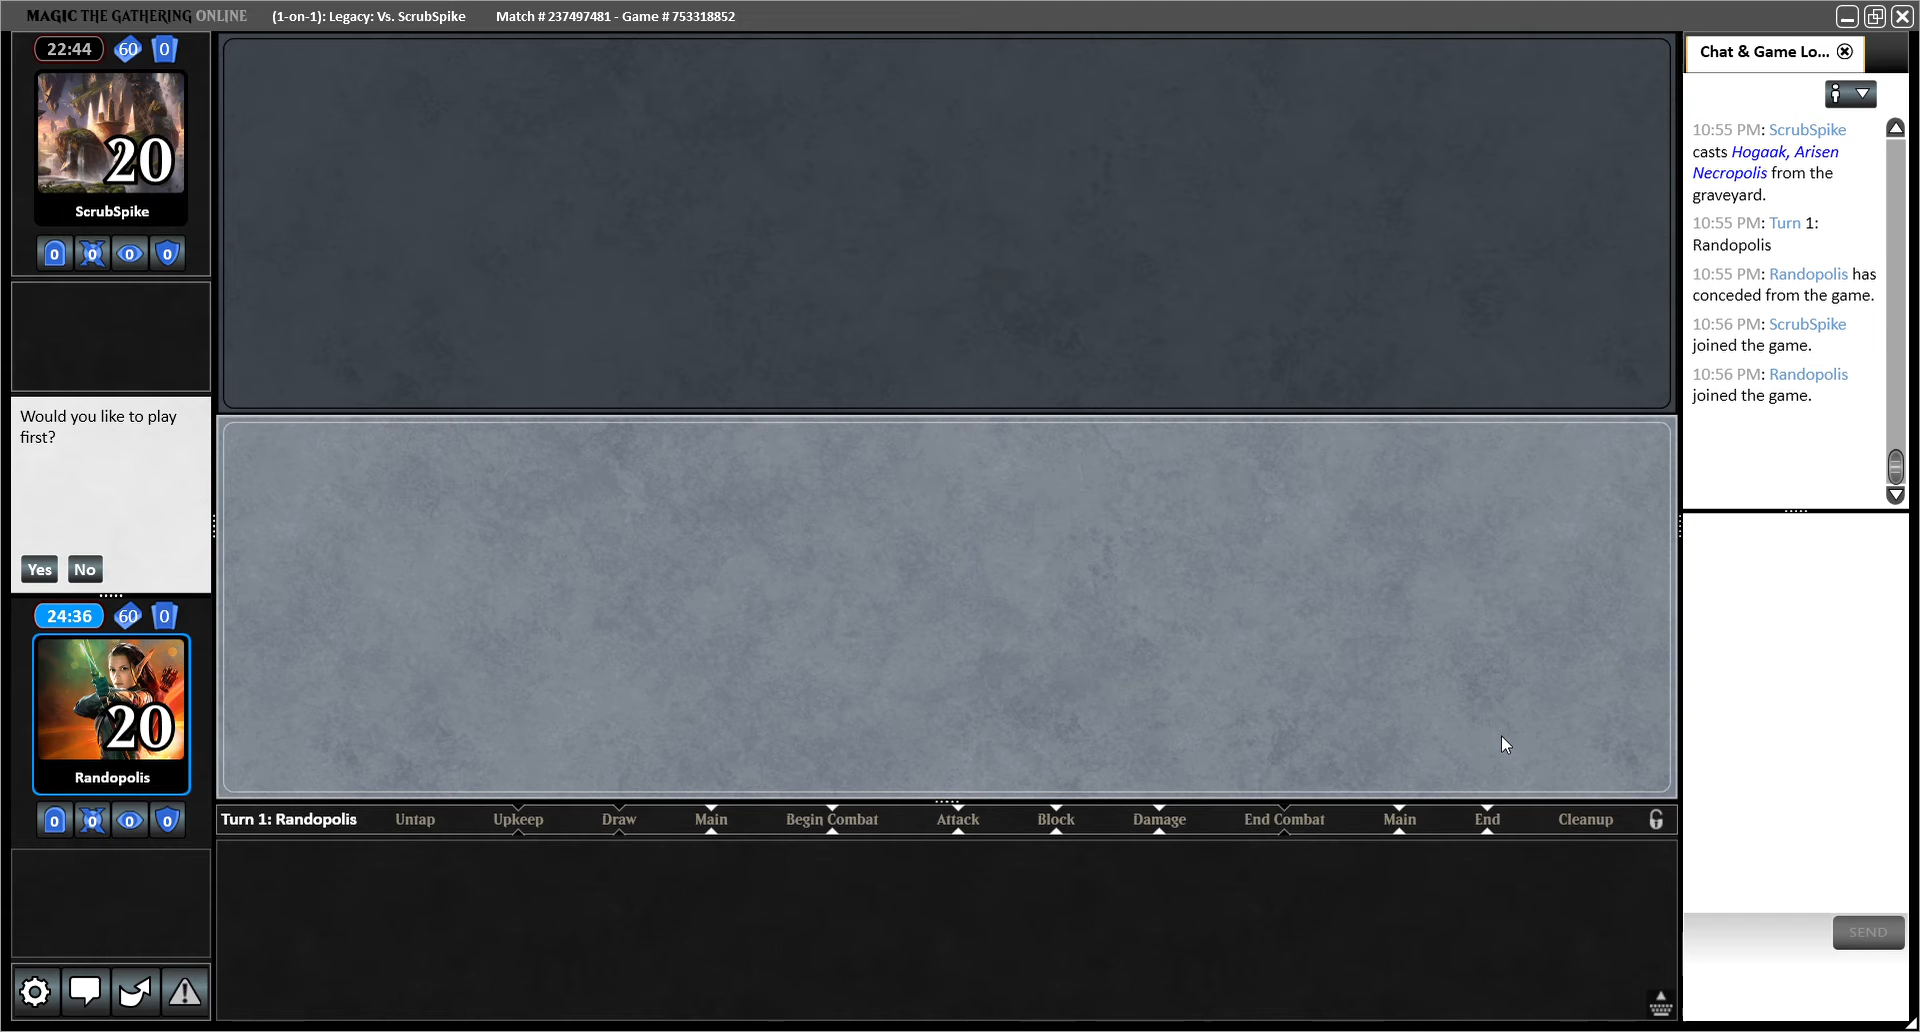 MAGIC THE GATHERING ONLINE
(1-on-1): Legacy: Vs. ScrubSpike
Match # 237497481 - Game # 753318852
22:44
60
0
20
ScrubSpike
0
0
0
0
Would you like to play
first?
Yes
No
24:36
60
0
20
Randopolis
0
0
0
0
Turn 1: Randopolis
Untap
Upkeep
Draw
Main
Begin Combat
Attack
Block
Damage
End Combat
Main
End
Cleanup
Chat & Game Lo...
10:55 PM: ScrubSpike
casts Hogaak, Arisen
Necropolis from the
graveyard.
10:55 PM: Turn 1:
Randopolis
10:55 PM: Randopolis has
conceded from the game.
10:56 PM: ScrubSpike
joined the game.
10:56 PM: Randopolis
joined the game.
SEND